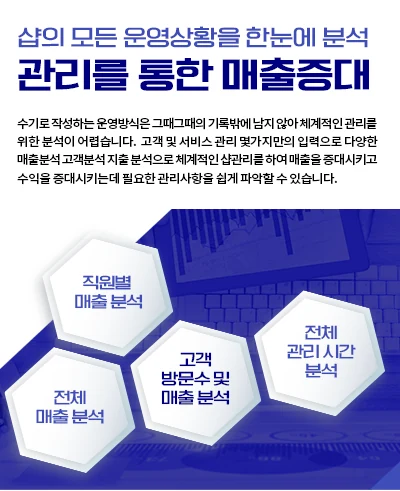 샵의 모든 운영상황을 한눈에 분석
관리를 통한 매출증대
수기로 작성하는 운영방식은 그때그때의 기록밖에 남지 않아 체계적인 관리를
위한 분석이 어렵습니다. 고객 및 서비스 관리 몇가지만의 입력으로 다양한
매출분석 고객분석 지출 분석으로 체계적인 샵관리를 하여 매출을 증대시키고
수익을 증대시키는데 필요한 관리사항을 쉽게 파악할 수 있습니다.
직원별
매출 분석
전체
관리 시간
분석
고객
방문수 및
매출 분석
전체
매출 분석